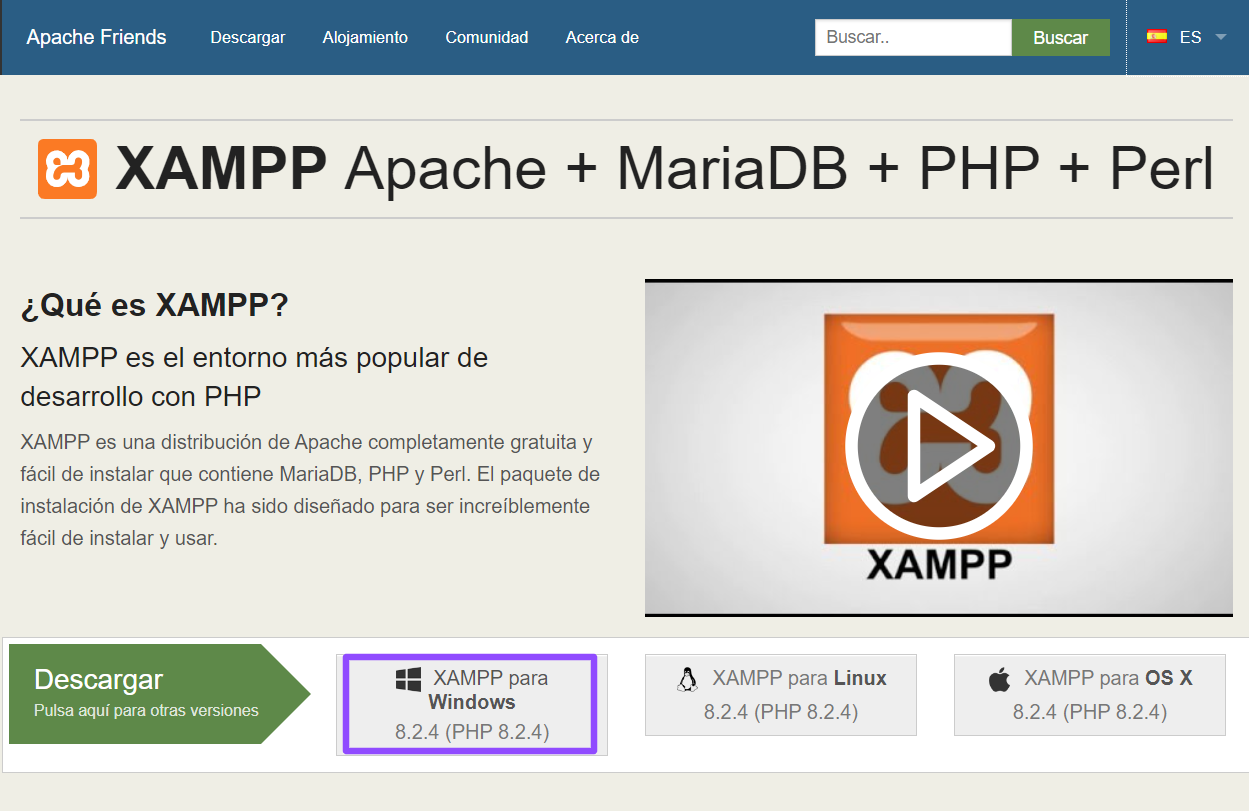 Apache Friends
Descargar
Alojamiento
Comunidad
Acerca de
Buscar..
Buscar
ES
XAMPP Apache + MariaDB + PHP + Perl
¿Qué es XAMPP?
XAMPP es el entorno más popular de
desarrollo con PHP
XAMPP es una distribución de Apache completamente gratuita y
fácil de instalar que contiene MariaDB, PHP y Perl. El paquete de
instalación de XAMPP ha sido diseñado para ser increíblemente
fácil de instalar y usar.
XAMPP
Descargar
Pulsa aquí para otras versiones
XAMPP para
Windows
8.2.4 (PHP 8.2.4)
XAMPP para Linux
8.2.4 (PHP 8.2.4)
XAMPP para OS X
8.2.4 (PHP 8.2.4)